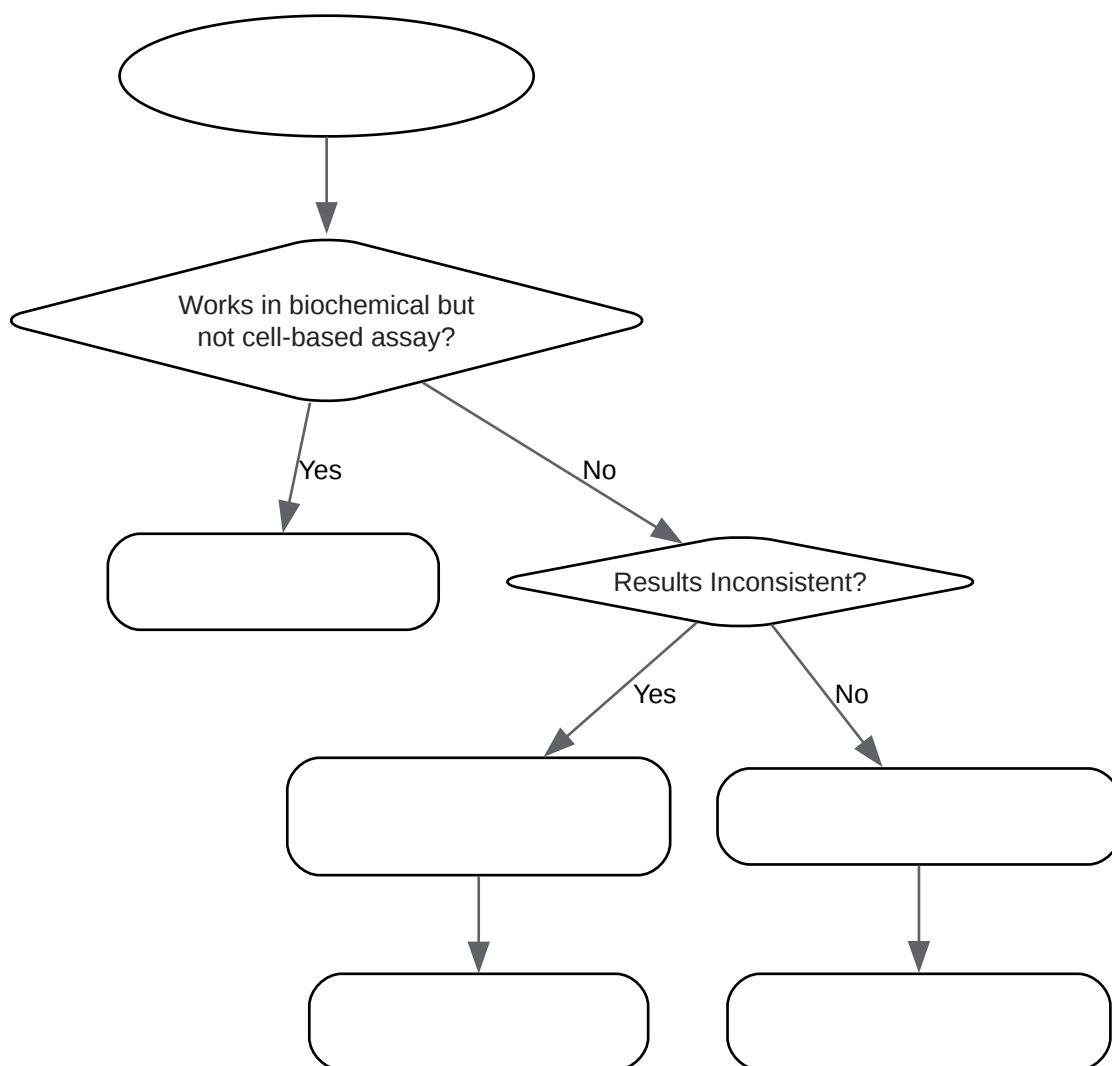 Works in biochemical but
not cell-based assay?
Yes
No
Results Inconsistent?
Yes
No